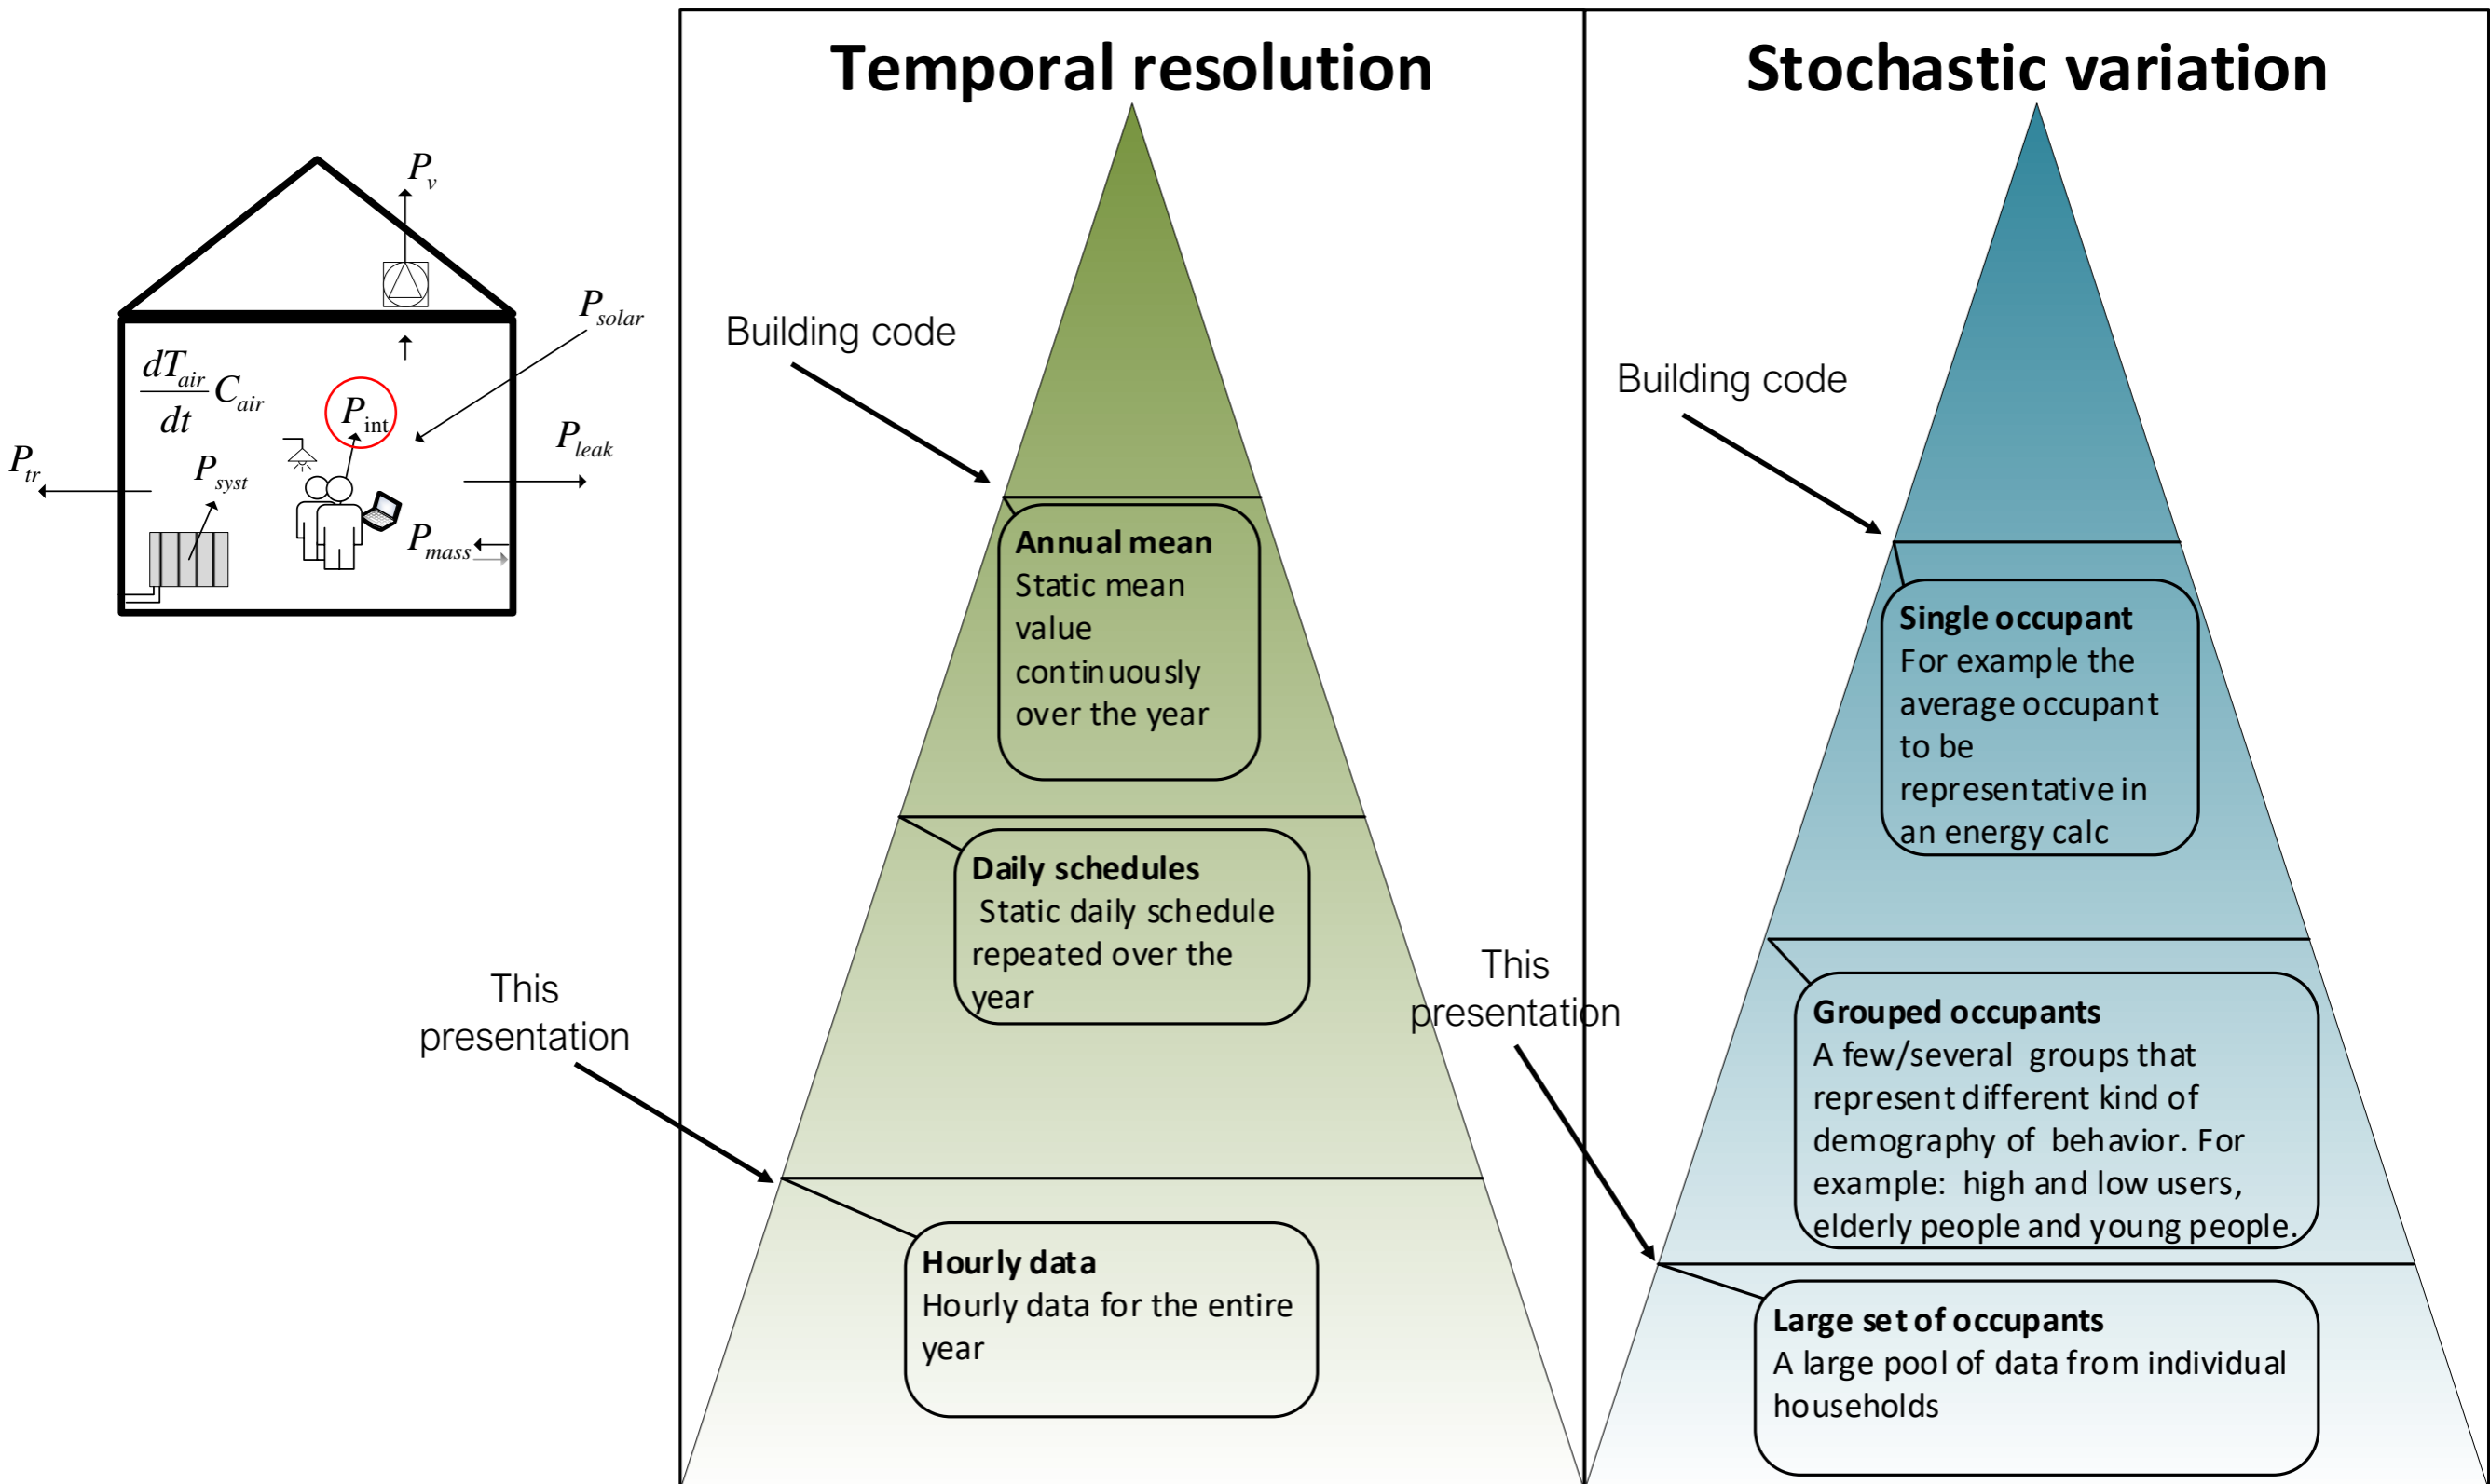 Temporal resolution
Stochastic variation
P_v
P_solar
dT_air
dt
C_air
P_int
P_leak
P_tr
P_syst
P_mass
Building code
Annual mean
Static mean
value
continuously
over the year
Daily schedules
Static daily schedule
repeated over the
year
This
presentation
Hourly data
Hourly data for the entire
year
Building code
Single occupant
For example the
average occupant
to be
representative in
an energy calc
This
presentation
Grouped occupants
A few/several groups that
represent different kind of
demography of behavior. For
example: high and low users,
elderly people and young people.
Large set of occupants
A large pool of data from individual
households